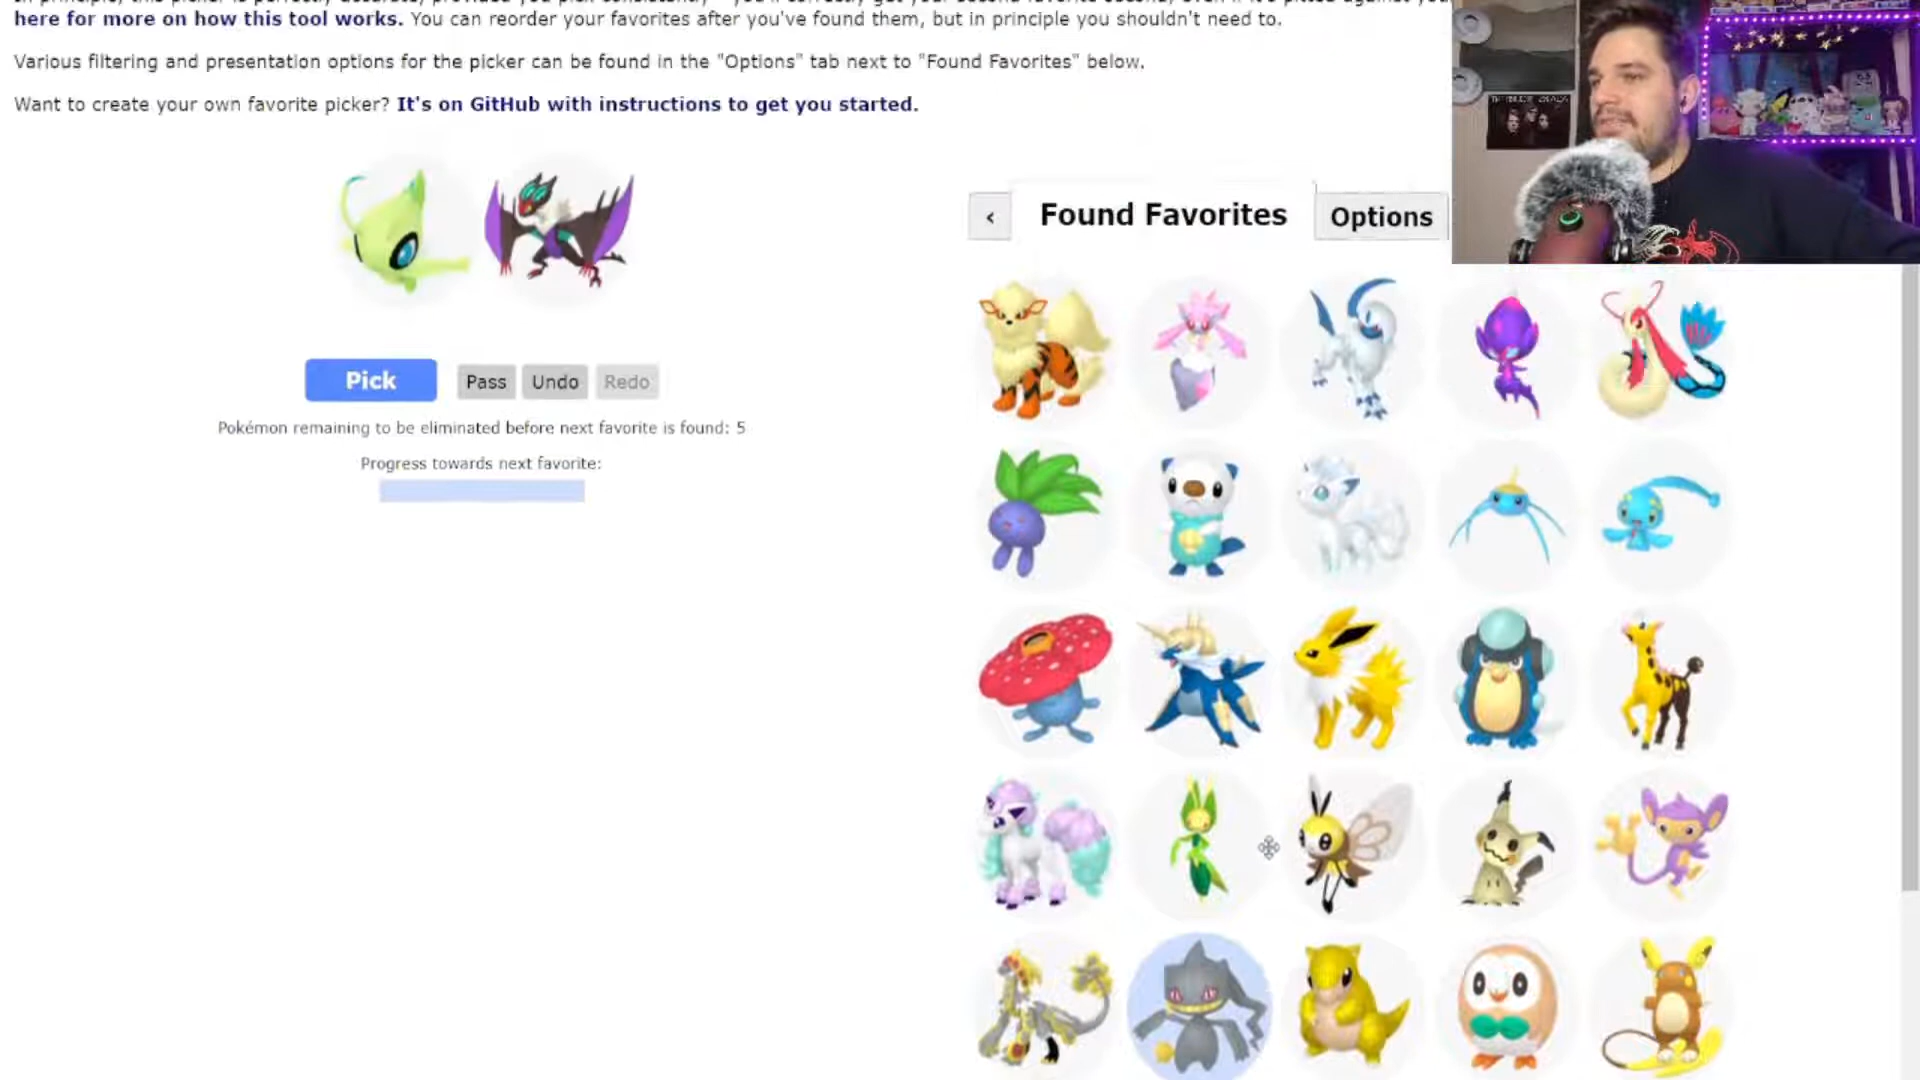 here for more on how this tool works. You can reorder your favorites after you've found them, but in principle you shouldn't need to.
Various filtering and presentation options for the picker can be found in the "Options" tab next to "Found Favorites" below.
Want to create your own favorite picker? It's on GitHub with instructions to get you started.
‹ Found Favorites Options
Pick Pass Undo Redo
Pokémon remaining to be eliminated before next favorite is found: 5
Progress towards next favorite: